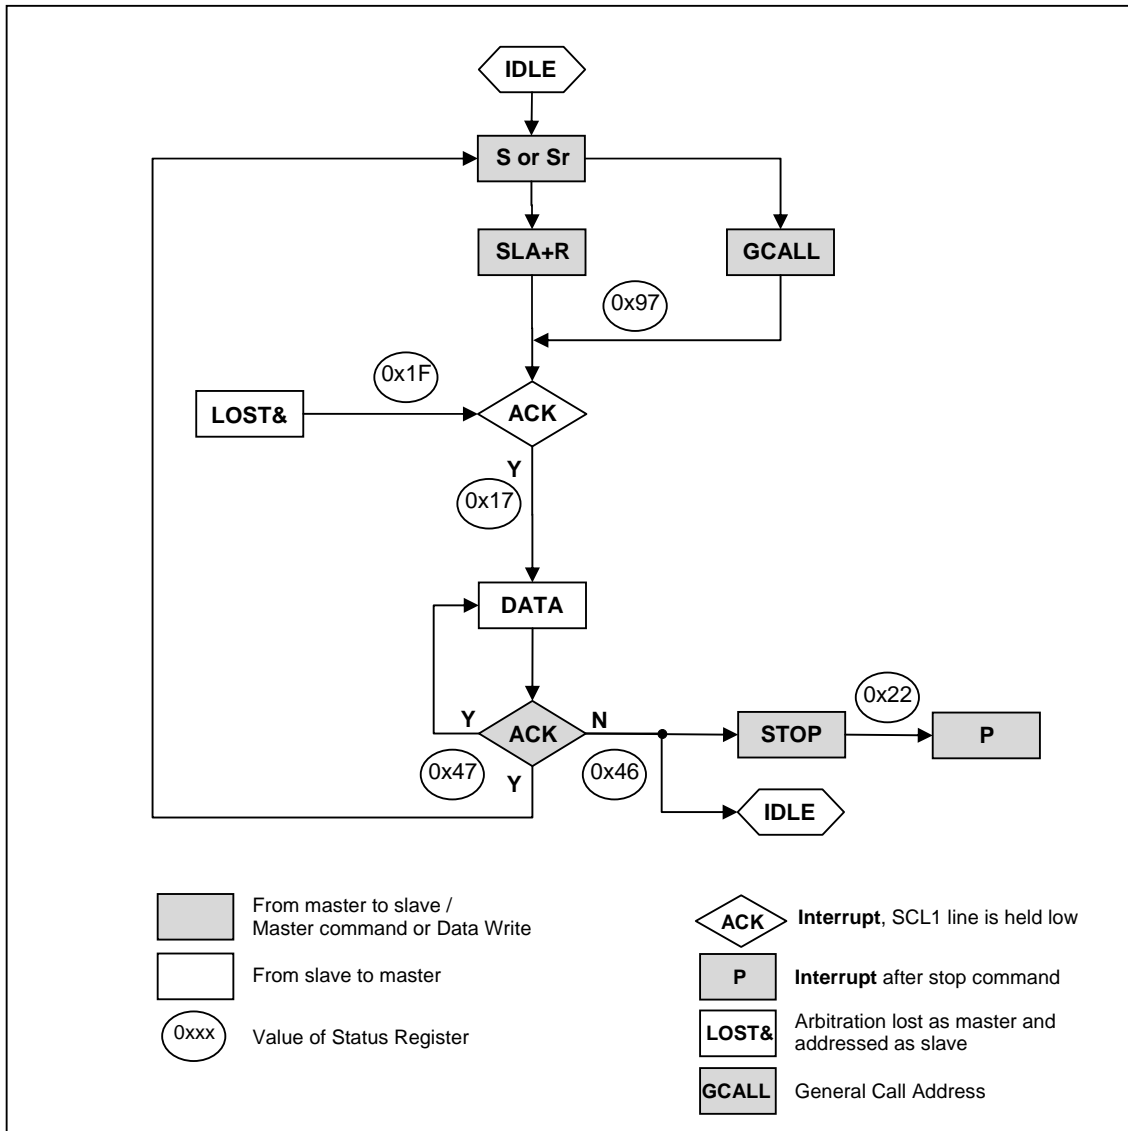 IDLE
S or Sr
SLA+R
GCALL
0x97
0x1F
LOST&
ACK
Y
0x17
DATA
Y
ACK
N
0x22
STOP
P
0x47
Y
0x46
IDLE
From master to slave /
Master command or Data Write
From slave to master
0xxx
Value of Status Register
ACK
Interrupt, SCL1 line is held low
P
Interrupt after stop command
LOST&
Arbitration lost as master and
addressed as slave
GCALL
General Call Address